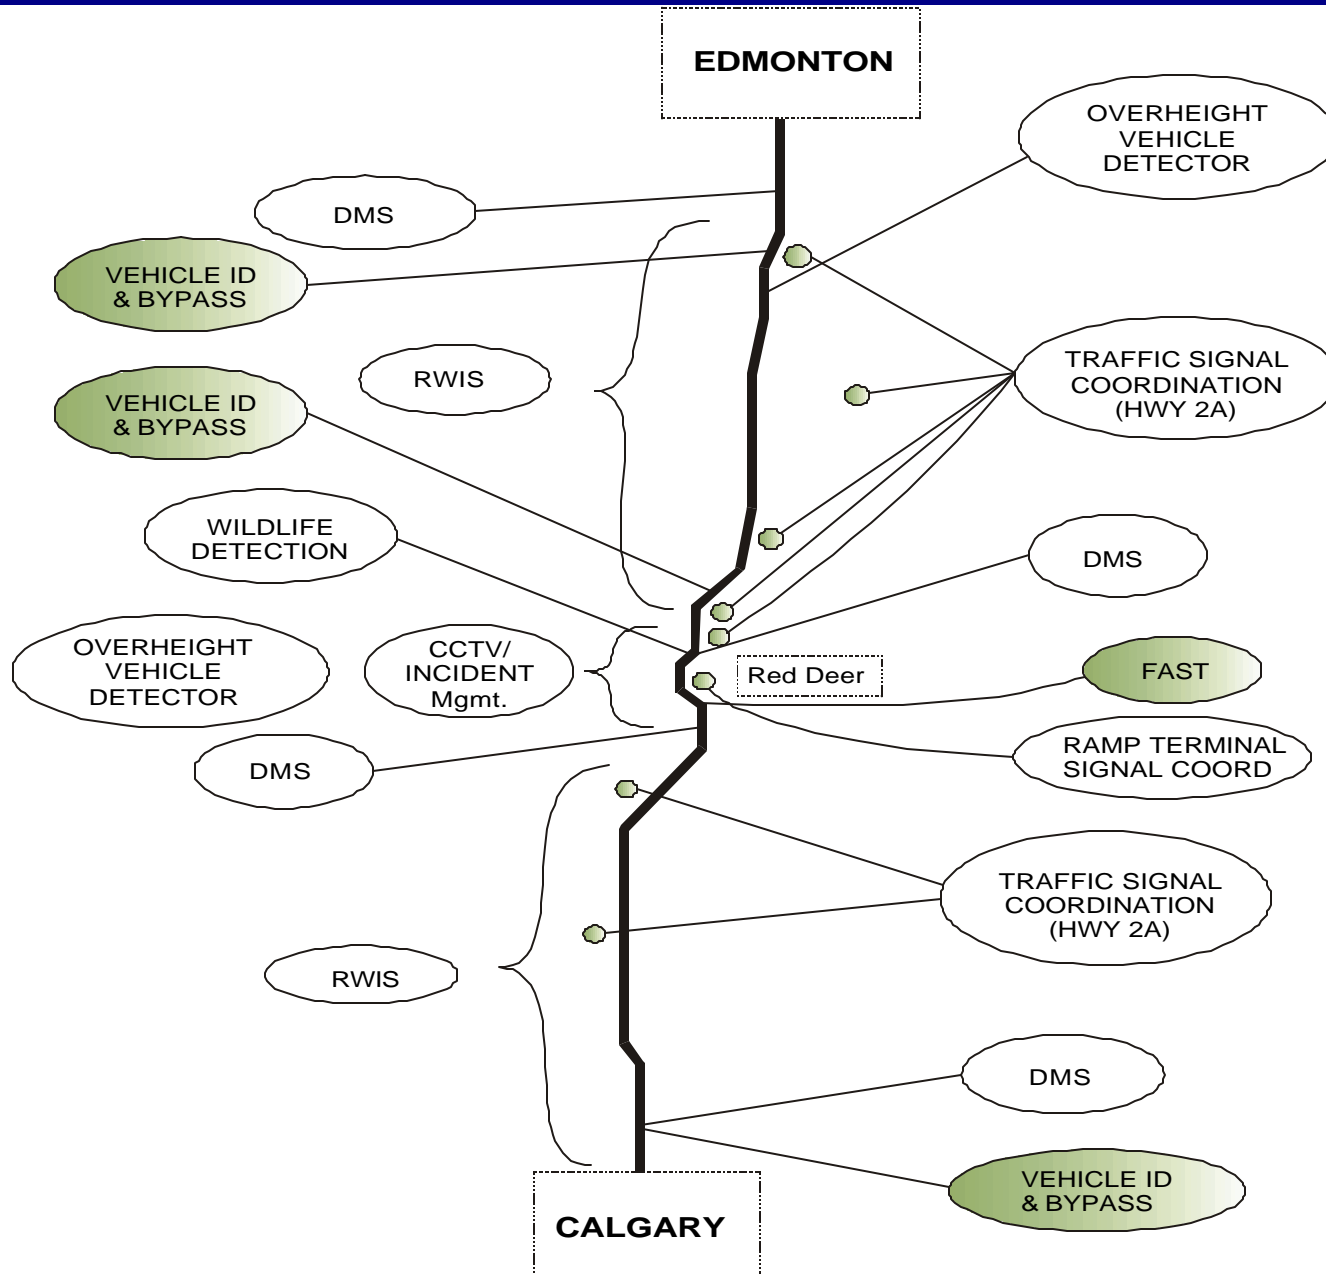 EDMONTON
OVERHEIGHT
VEHICLE
DETECTOR
DMS
VEHICLE ID
& BYPASS
RWIS
TRAFFIC SIGNAL
COORDINATION
(HWY 2A)
VEHICLE ID
& BYPASS
WILDLIFE
DETECTION
DMS
OVERHEIGHT
VEHICLE
DETECTOR
CCTV/
INCIDENT
Mgmt.
Red Deer
FAST
DMS
RAMP TERMINAL
SIGNAL COORD
TRAFFIC SIGNAL
COORDINATION
(HWY 2A)
RWIS
DMS
VEHICLE ID
& BYPASS
CALGARY